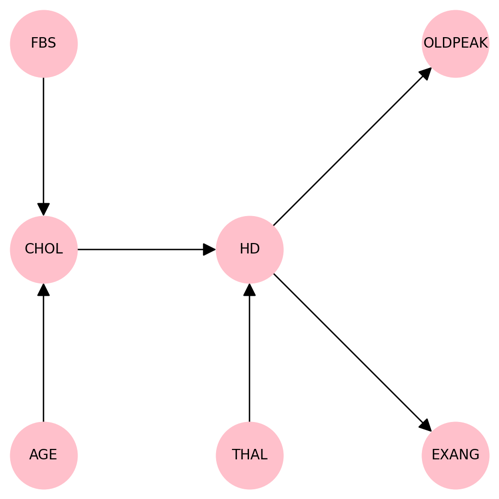 FBS
OLDPEAK
CHOL
HD
AGE
THAL
EXANG